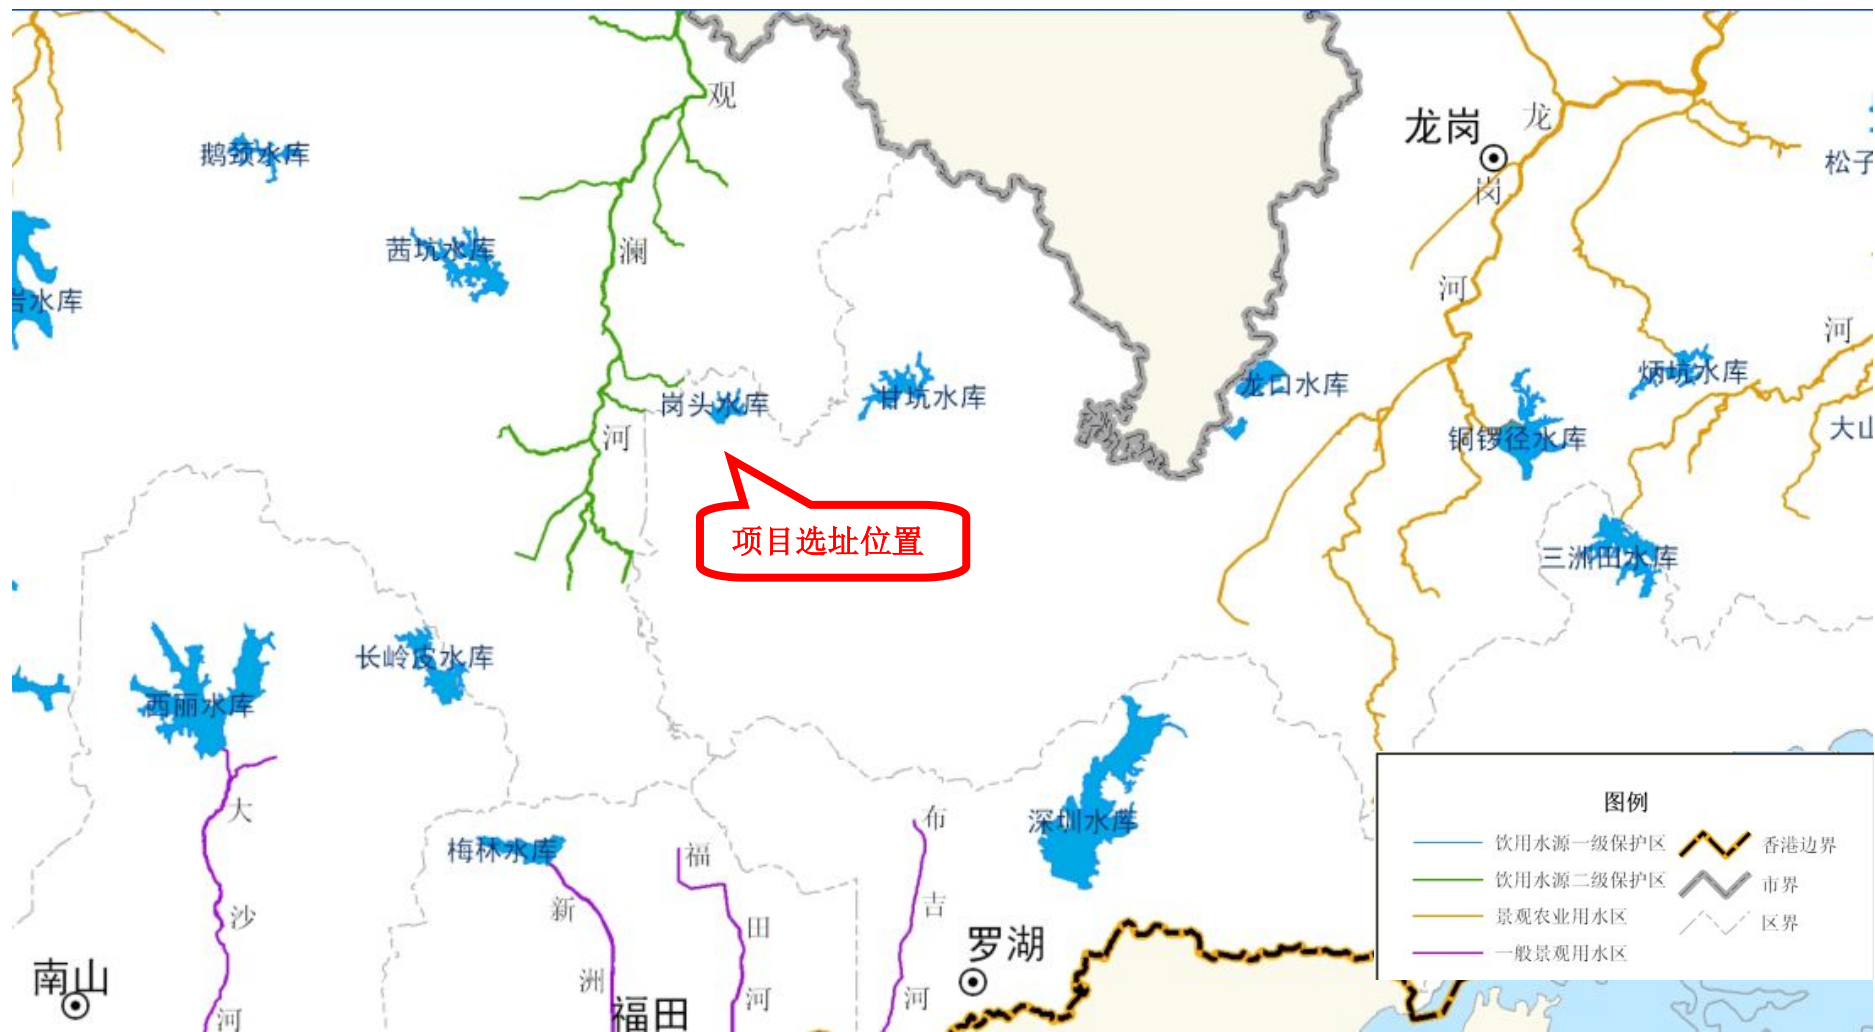 观
龙岗
龙
鹅颈水库
松子
岗
茜坑水库
澜
岩水库
河
河
岗头水库
甘坑水库
龙口水库
炳坑水库
河
铜锣径水库
大山
项目选址位置
三洲田水库
长岭皮水库
西丽水库
大
深圳水库
布
梅林水库
福
新
沙
吉
田
罗湖
南山
洲
河
河
福田
河
图例
饮用水源一级保护区
香港边界
饮用水源二级保护区
市界
景观农业用水区
区界
一般景观用水区